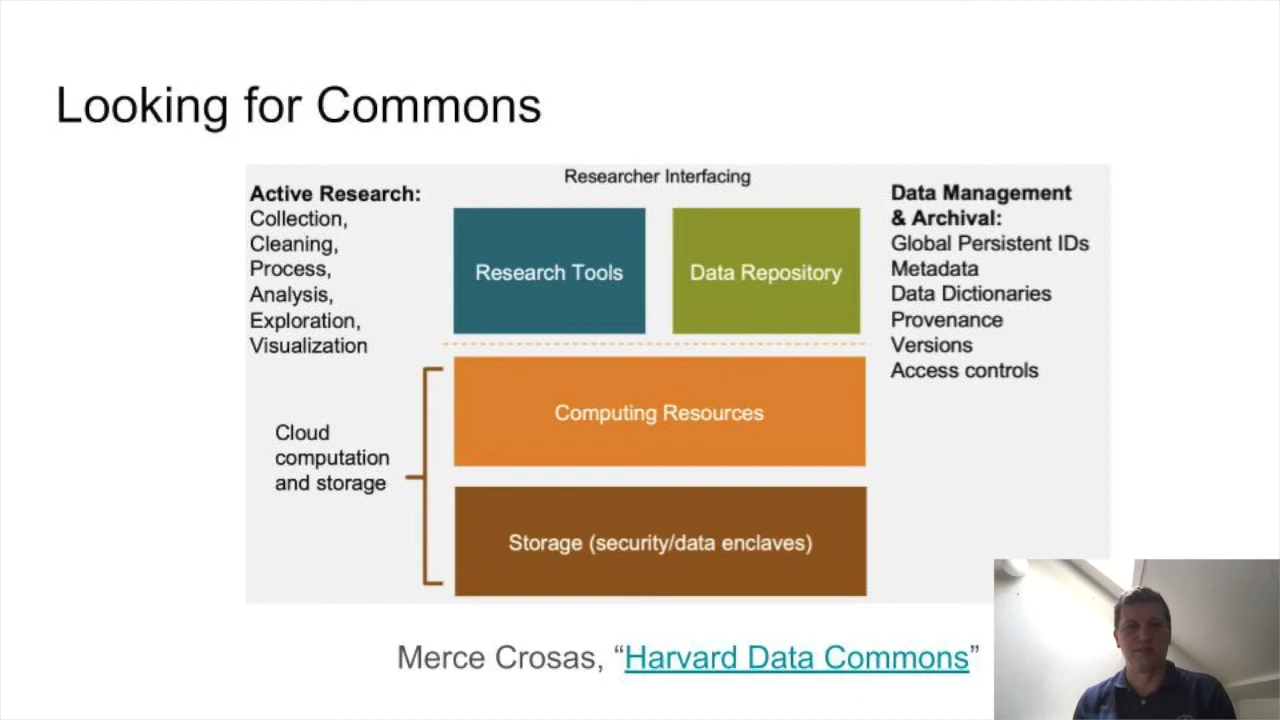 Looking for Commons
Researcher Interfacing
Active Research:
Collection,
Cleaning,
Process,
Analysis,
Exploration,
Visualization
Research Tools
Data Repository
Data Management
& Archival:
Global Persistent IDs
Metadata
Data Dictionaries
Provenance
Versions
Access controls
Computing Resources
Cloud
computation
and storage
Storage (security/data enclaves)
Merce Crosas, “Harvard Data Commons”